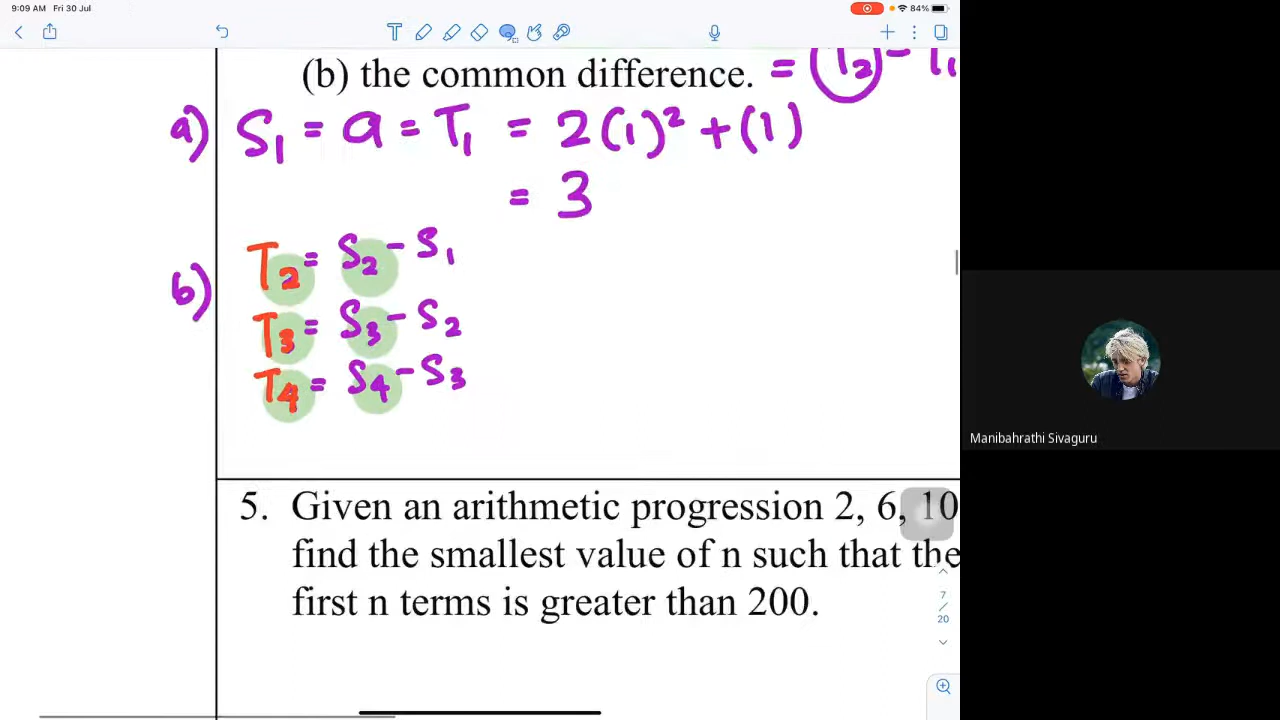 9:09 AM Fri 30 Jul
84%
(b) the common difference. = T2 - T1
a) S1 = a = T1 = 2(1)² + (1)
= 3
b) T2 = S2 - S1
T3 = S3 - S2
T4 = S4 - S3
5. Given an arithmetic progression 2, 6, 10
find the smallest value of n such that the
first n terms is greater than 200.
7
/
20
Manibahrathi Sivaguru